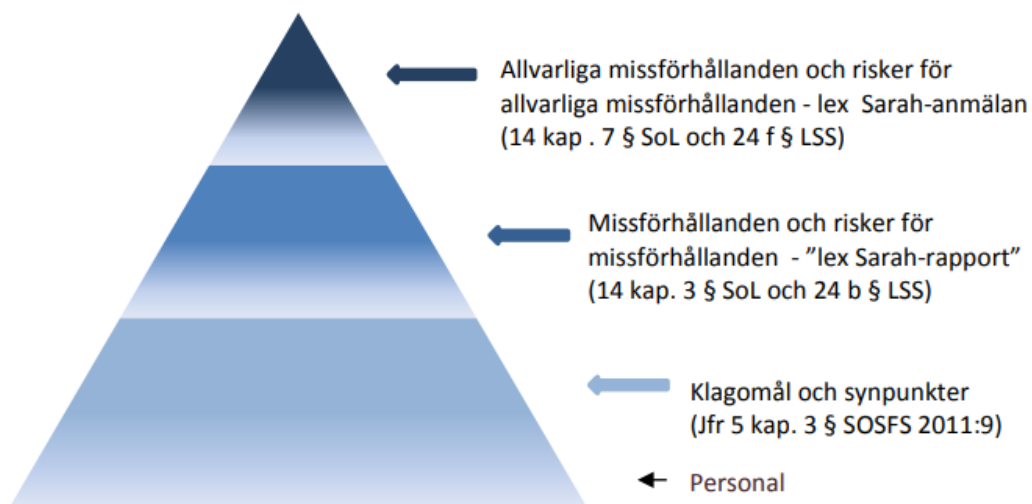 Allvarliga missförhållanden och risker för
allvarliga missförhållanden - lex Sarah-anmälan
(14 kap . 7 § SoL och 24 f § LSS)
Missförhållanden och risker för
missförhållanden - ”lex Sarah-rapport”
(14 kap. 3 § SoL och 24 b § LSS)
Klagomål och synpunkter
(Jfr 5 kap. 3 § SOSFS 2011:9)
Personal